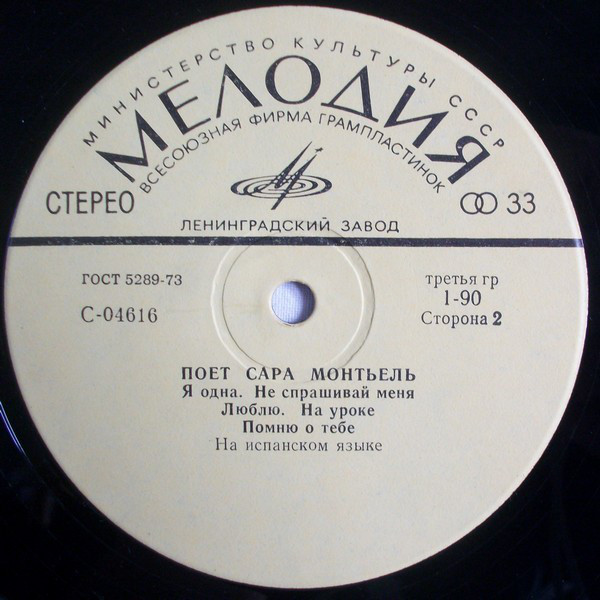 МИНИСТЕРСТВО КУЛЬТУРЫ СССР
МЕЛОДИЯ
ВСЕСОЮЗНАЯ ФИРМА ГРАМПЛАСТИНОК
СТЕРЕО
33
ЛЕНИНГРАДСКИЙ ЗАВОД
ГОСТ 5289-73
третья гр
С-04616
1-90
Сторона 2
ПОЕТ САРА МОНТЬЕЛЬ
Я одна. Не спрашивай меня
Люблю. На уроке
Помню о тебе
На испанском языке